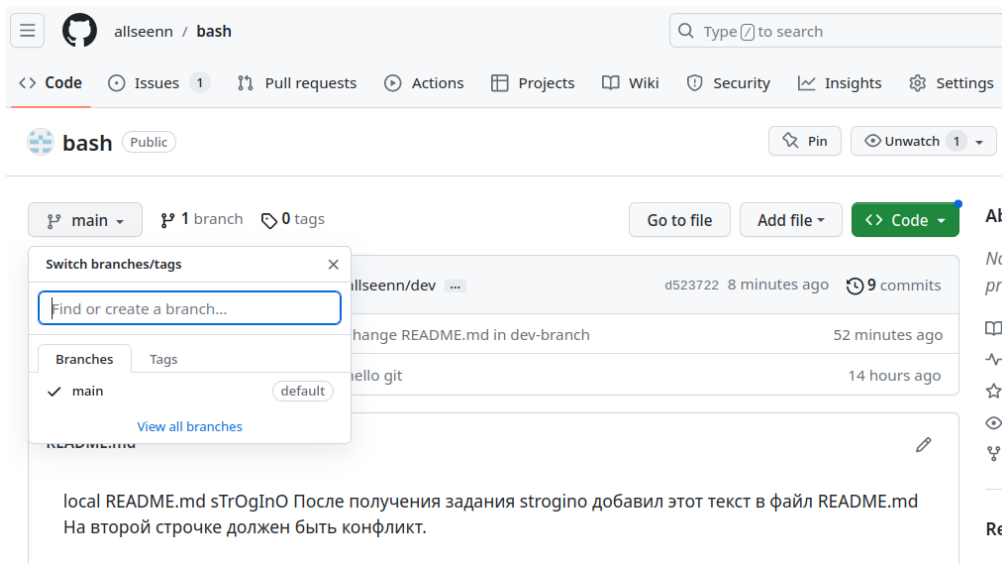 allseenn / bash
Type / to search
<> Code Issues 1 Pull requests Actions Projects Wiki Security Insights Settings
bash Public Pin Unwatch 1
main 1 branch 0 tags Go to file Add file <> Code
Switch branches/tags
Find or create a branch...
Branches Tags
main default
View all branches
/dev ... d523722 8 minutes ago 9 commits
README.md in dev-branch 52 minutes ago
git 14 hours ago
README.md
local README.md sTrOgInO После получения задания strogino добавил этот текст в файл README.md
На второй строчке должен быть конфликт.